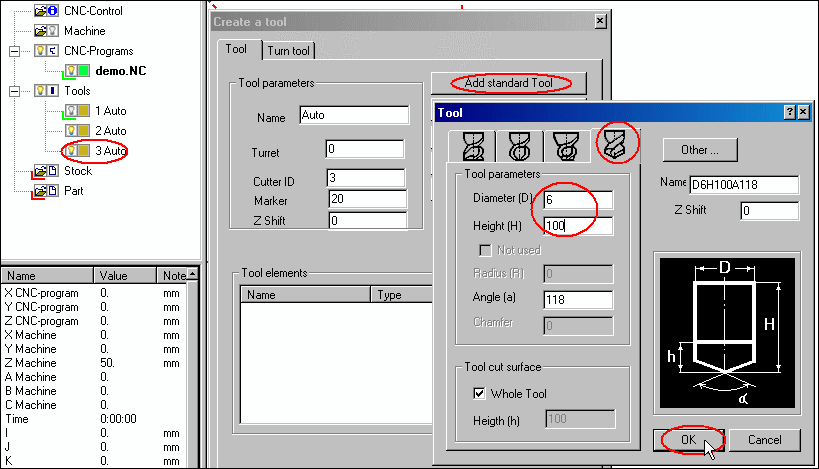 CNC-Control
Machine
CNC-Programs
demo.NC
Tools
1 Auto
2 Auto
3 Auto
Stock
Part
Name Value Note
X CNC-program 0. mm
Y CNC-program 0. mm
Z CNC-program 0. mm
X Machine 0. mm
Y Machine 0. mm
Z Machine 50. mm
A Machine 0.
B Machine 0.
C Machine 0.
Time 0:00:00
I 0. mm
J 0. mm
K 0. mm
Create a tool
Tool Turn tool
Tool parameters
Name Auto
Turret 0
Cutter ID 3
Marker 20
Z Shift 0
Add standard Tool
Tool elements
Name Type
Tool
Tool parameters
Diameter (D) 6
Height (H) 100
Not used
Radius (R) 0
Angle (a) 118
Chamfer 0
Tool cut surface
Whole Tool
Heigth (h) 100
Other ...
Name D6H100A118
Z Shift 0
D
H
h
α
OK Cancel